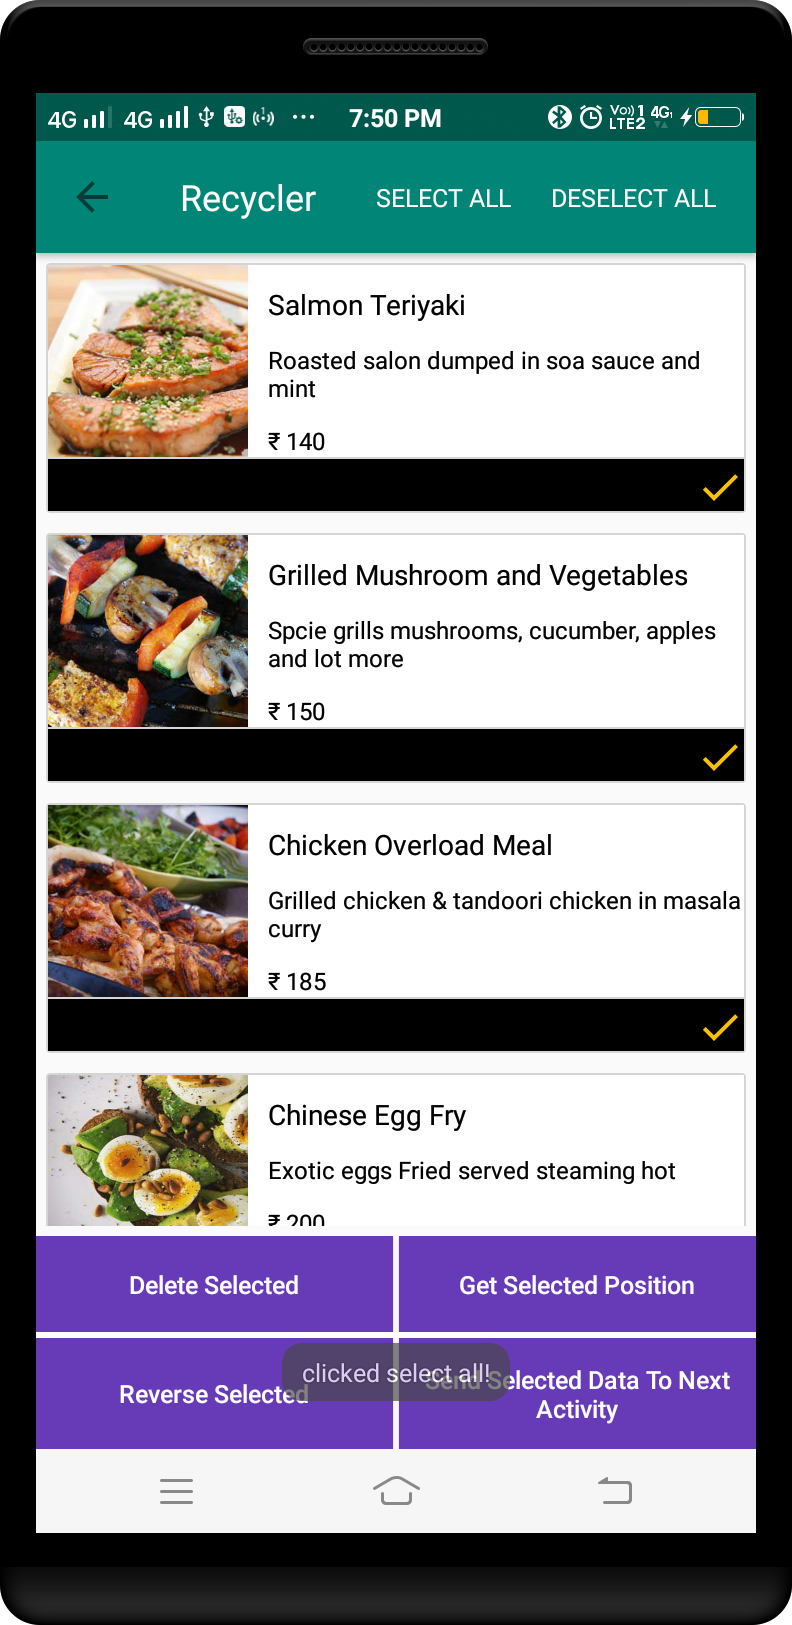 4G 4G 7:50 PM Vo)) 1 LTE2 4G
Recycler SELECT ALL DESELECT ALL
Salmon Teriyaki
Roasted salon dumped in soa sauce and
mint
₹ 140
Grilled Mushroom and Vegetables
Spcie grills mushrooms, cucumber, apples
and lot more
₹ 150
Chicken Overload Meal
Grilled chicken & tandoori chicken in masala
curry
₹ 185
Chinese Egg Fry
Exotic eggs Fried served steaming hot
₹ 200
Delete Selected
Get Selected Position
clicked select all!
Reverse Selected
Send Selected Data To Next
Activity